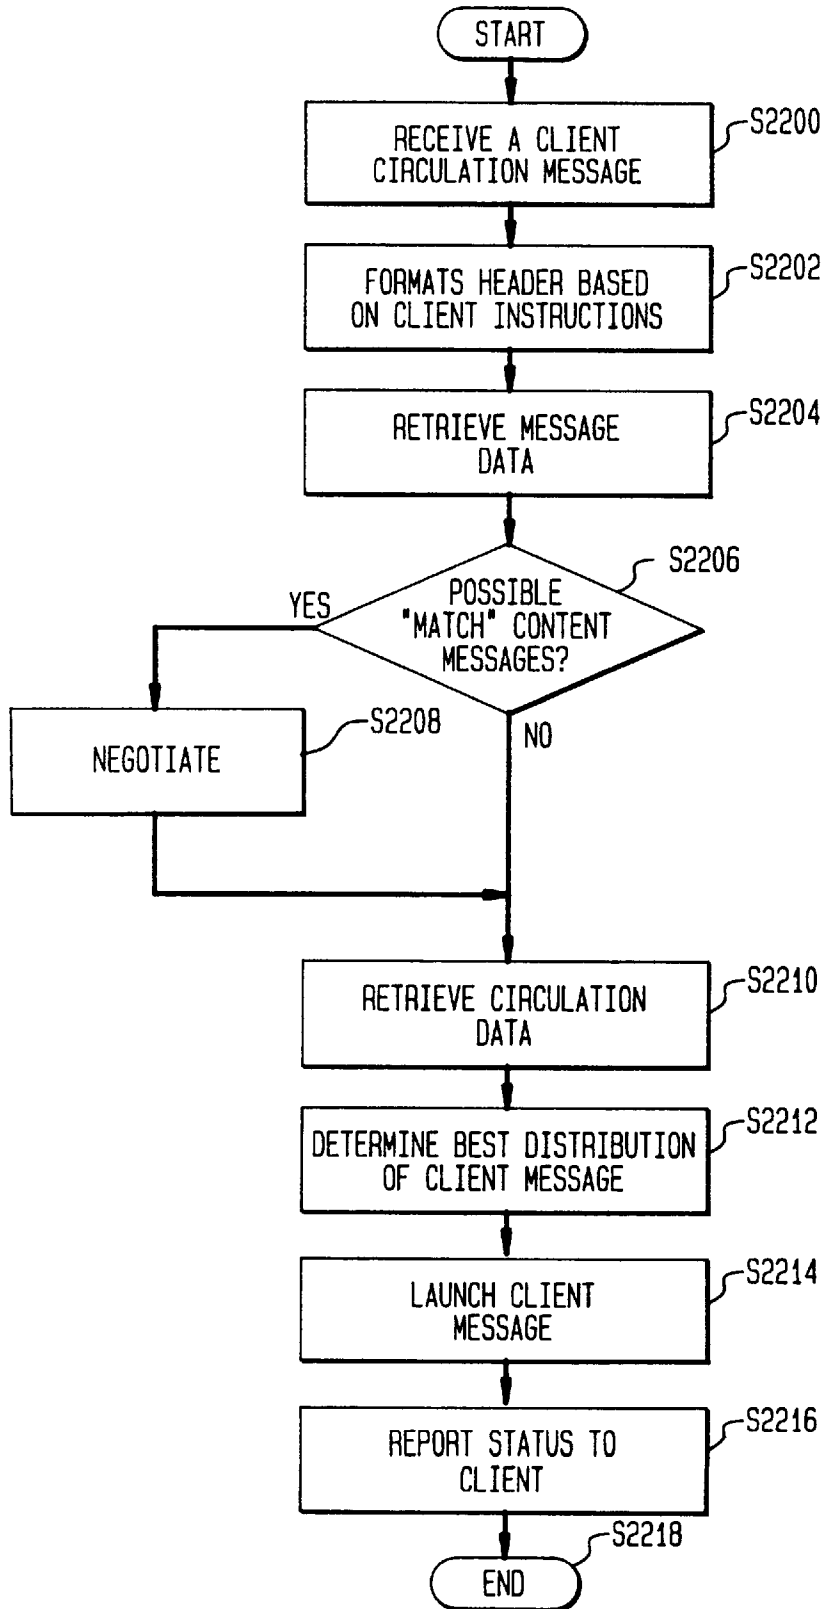 START
RECEIVE A CLIENT
CIRCULATION MESSAGE
S2200
FORMATS HEADER BASED
ON CLIENT INSTRUCTIONS
S2202
RETRIEVE MESSAGE
DATA
S2204
POSSIBLE
"MATCH" CONTENT
MESSAGES?
S2206
YES
NO
NEGOTIATE
S2208
RETRIEVE CIRCULATION
DATA
S2210
DETERMINE BEST DISTRIBUTION
OF CLIENT MESSAGE
S2212
LAUNCH CLIENT
MESSAGE
S2214
REPORT STATUS TO
CLIENT
S2216
END
S2218